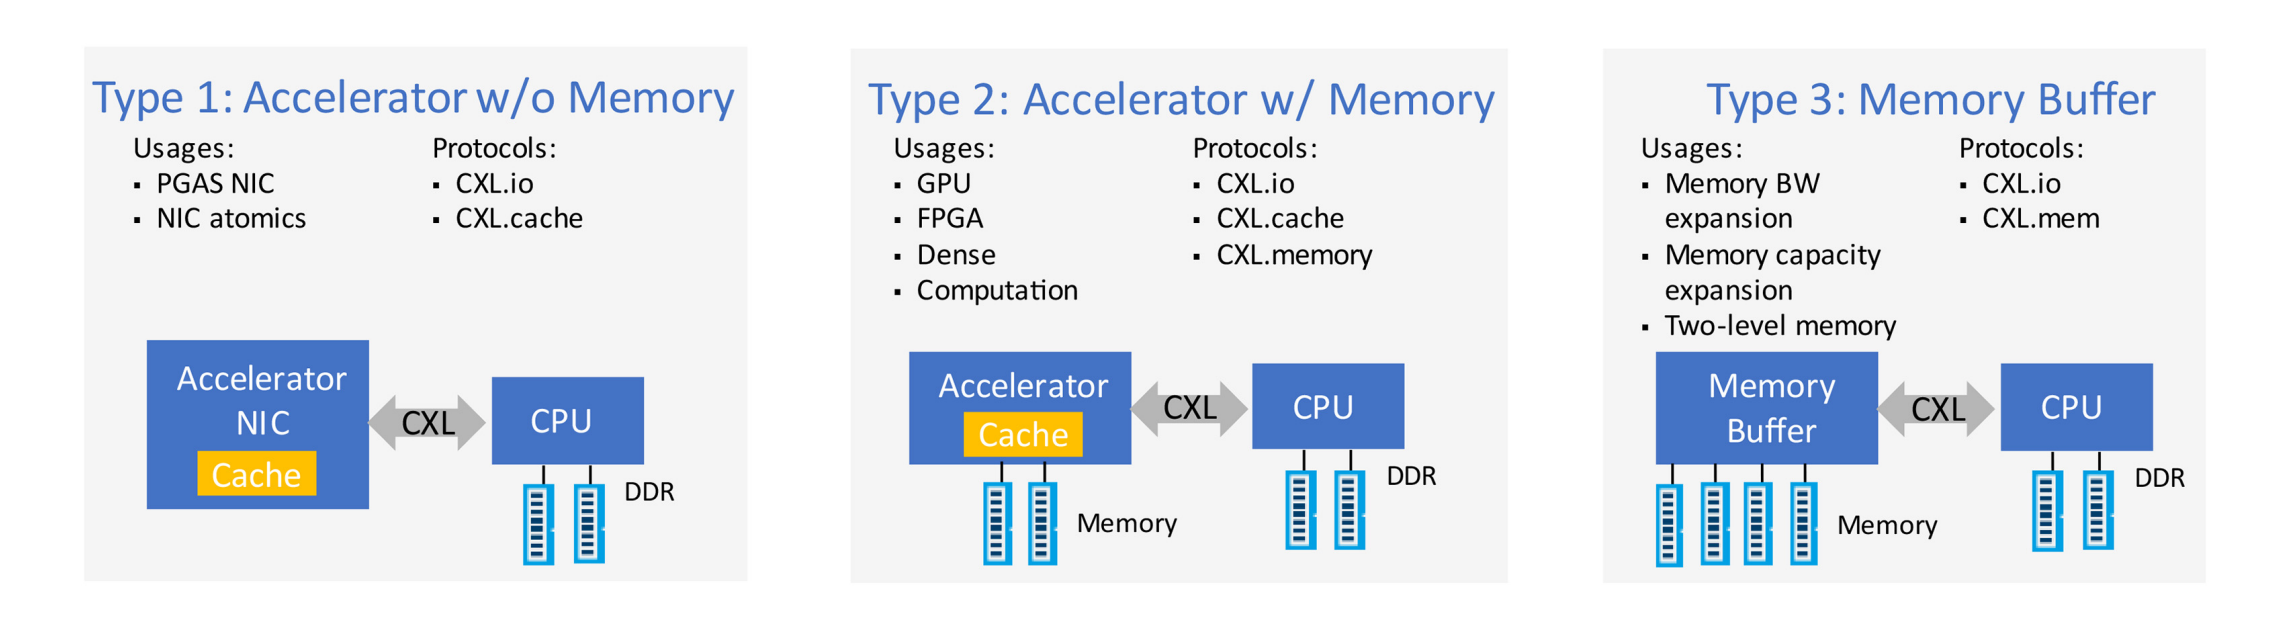 Type 1: Accelerator w/o Memory
Usages:
▪ PGAS NIC
▪ NIC atomics
Protocols:
▪ CXL.io
▪ CXL.cache
Accelerator
NIC
Cache
CXL
CPU
DDR
Type 2: Accelerator w/ Memory
Usages:
▪ GPU
▪ FPGA
▪ Dense
▪ Computation
Protocols:
▪ CXL.io
▪ CXL.cache
▪ CXL.memory
Accelerator
Cache
CXL
CPU
DDR
Memory
Type 3: Memory Buffer
Usages:
▪ Memory BW
expansion
▪ Memory capacity
expansion
▪ Two-level memory
Protocols:
▪ CXL.io
▪ CXL.mem
Memory
Buffer
CXL
CPU
DDR
Memory